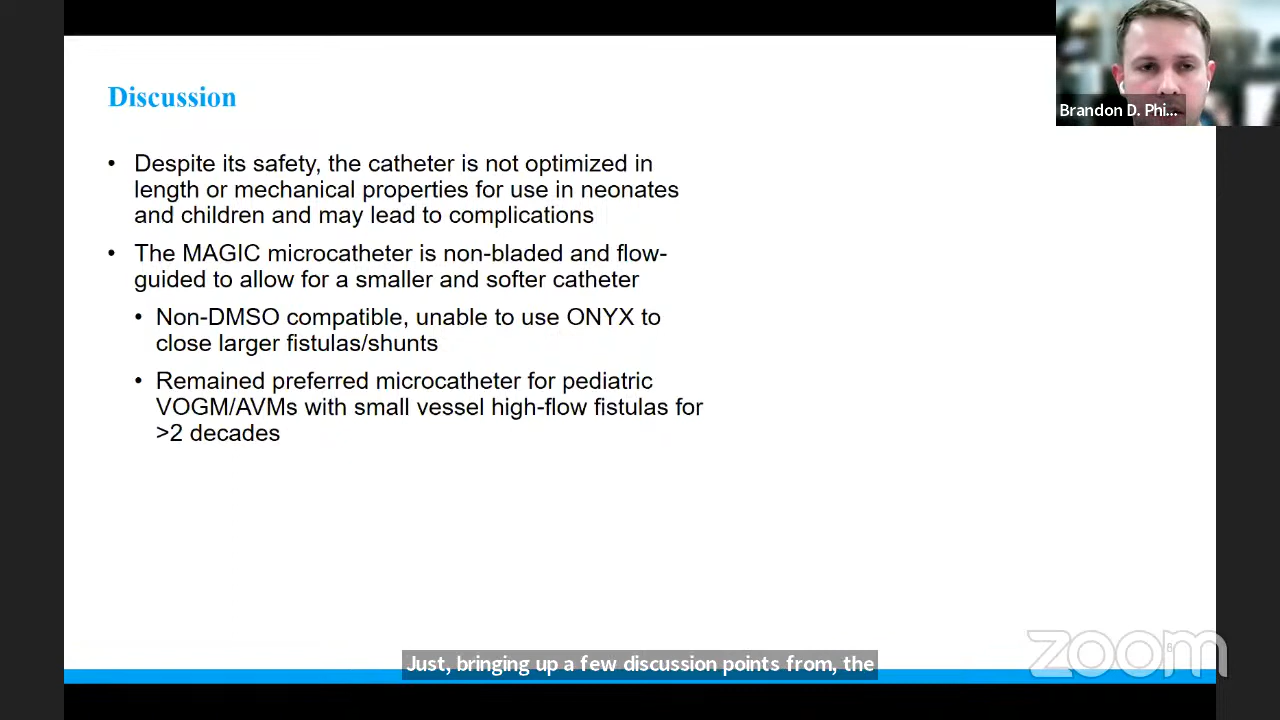 Discussion
Brandon D. Phi...
• Despite its safety, the catheter is not optimized in
length or mechanical properties for use in neonates
and children and may lead to complications
• The MAGIC microcatheter is non-bladed and flow-
guided to allow for a smaller and softer catheter
• Non-DMSO compatible, unable to use ONYX to
close larger fistulas/shunts
• Remained preferred microcatheter for pediatric
VOGM/AVMs with small vessel high-flow fistulas for
>2 decades
Just, bringing up a few discussion points from, the
zoom
8